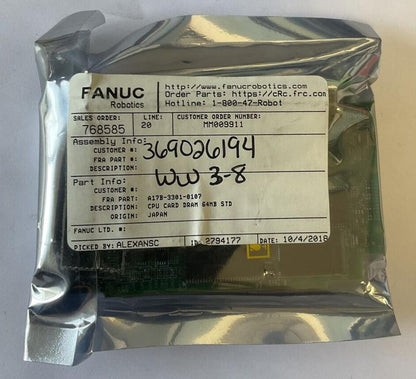 FANUC
Robotics
http://www.fanucrobotics.com
Order Parts: https://cRc.frc.com
Hotline: 1-800-47-Robot
SALES ORDER: LINE: CUSTOMER ORDER NUMBER:
768585 20 MM009911
Assembly Info:
CUSTOMER #: 369026194
FRA PART:
DESCRIPTION:
WW 3-8
Part Info:
CUSTOMER #:
FRA PART: A17B-3301-0107
DESCRIPTION: CPU CARD DRAM 64MB STD
ORIGIN: JAPAN
FANUC LTD. #:
PICKED BY: ALEXANSC ID: 2794177 DATE: 10/4/2018